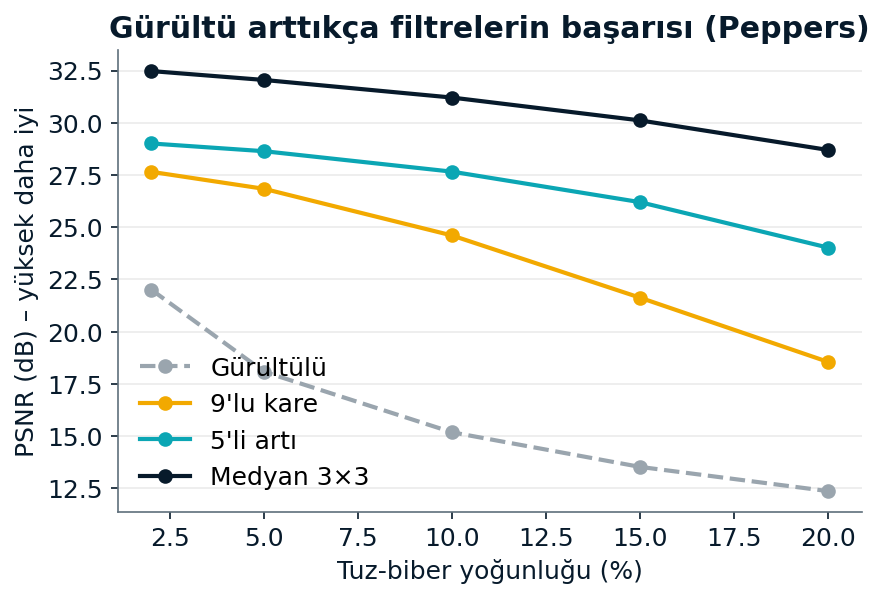 Gürültü arttıkça filtrelerin başarısı (Peppers)
PSNR (dB) – yüksek daha iyi
32.5
30.0
27.5
25.0
22.5
20.0
17.5
15.0
12.5
Gürültülü
9'lu kare
5'li artı
Medyan 3×3
2.5 5.0 7.5 10.0 12.5 15.0 17.5 20.0
Tuz-biber yoğunluğu (%)